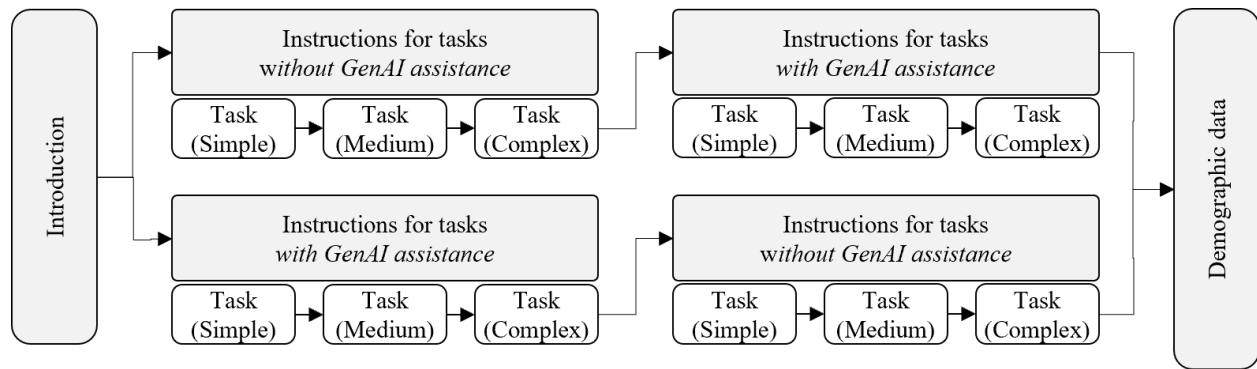 Introduction
Instructions for tasks
without GenAI assistance
Task
(Simple)
Task
(Medium)
Task
(Complex)
Instructions for tasks
with GenAI assistance
Task
(Simple)
Task
(Medium)
Task
(Complex)
Instructions for tasks
with GenAI assistance
Task
(Simple)
Task
(Medium)
Task
(Complex)
Instructions for tasks
without GenAI assistance
Task
(Simple)
Task
(Medium)
Task
(Complex)
Demographic data